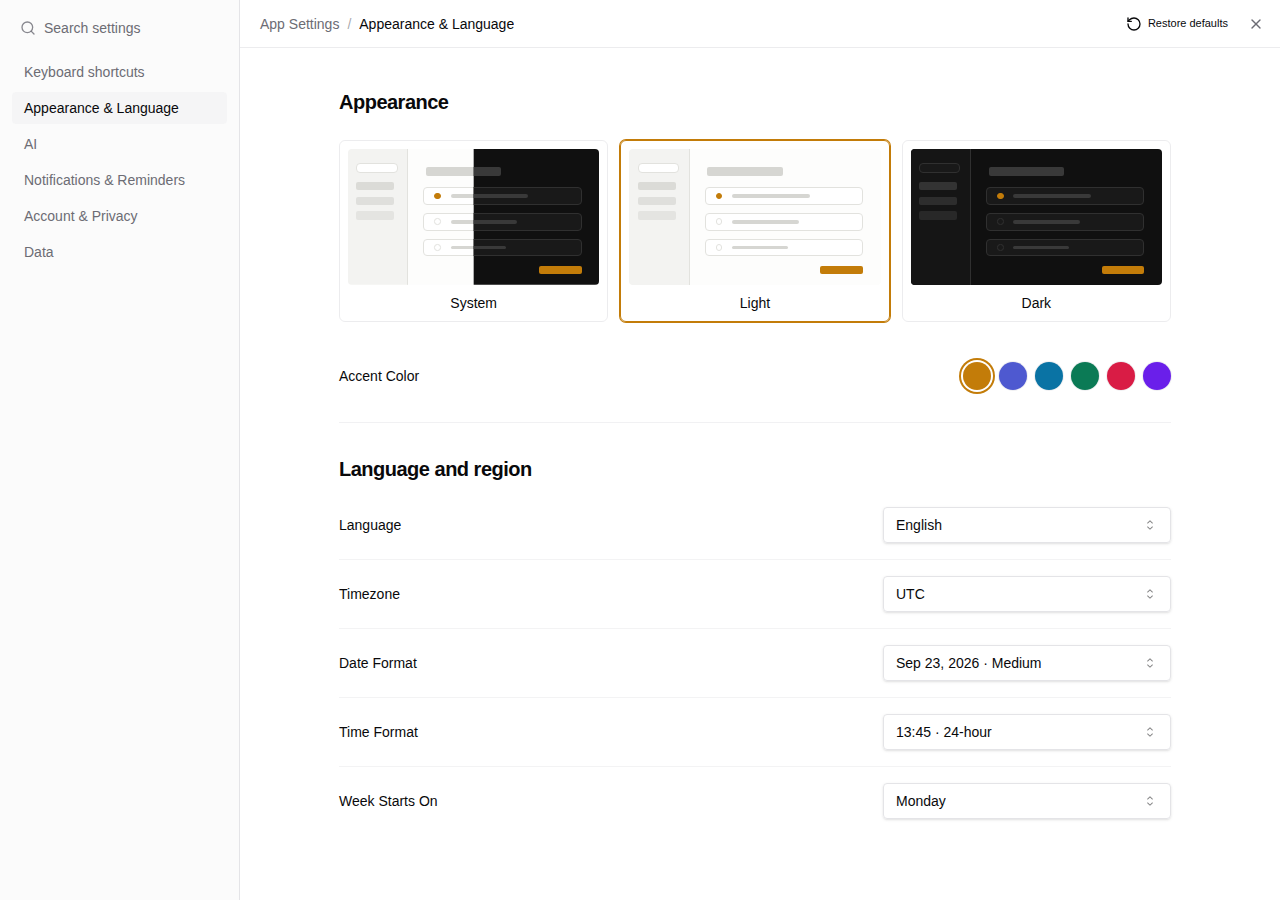 Search settings
Keyboard shortcuts
Appearance & Language
AI
Notifications & Reminders
Account & Privacy
Data
App Settings / Appearance & Language
Restore defaults
Appearance
System
Light
Dark
Accent Color
Language and region
Language
English
Timezone
UTC
Date Format
Sep 23, 2026 · Medium
Time Format
13:45 · 24-hour
Week Starts On
Monday